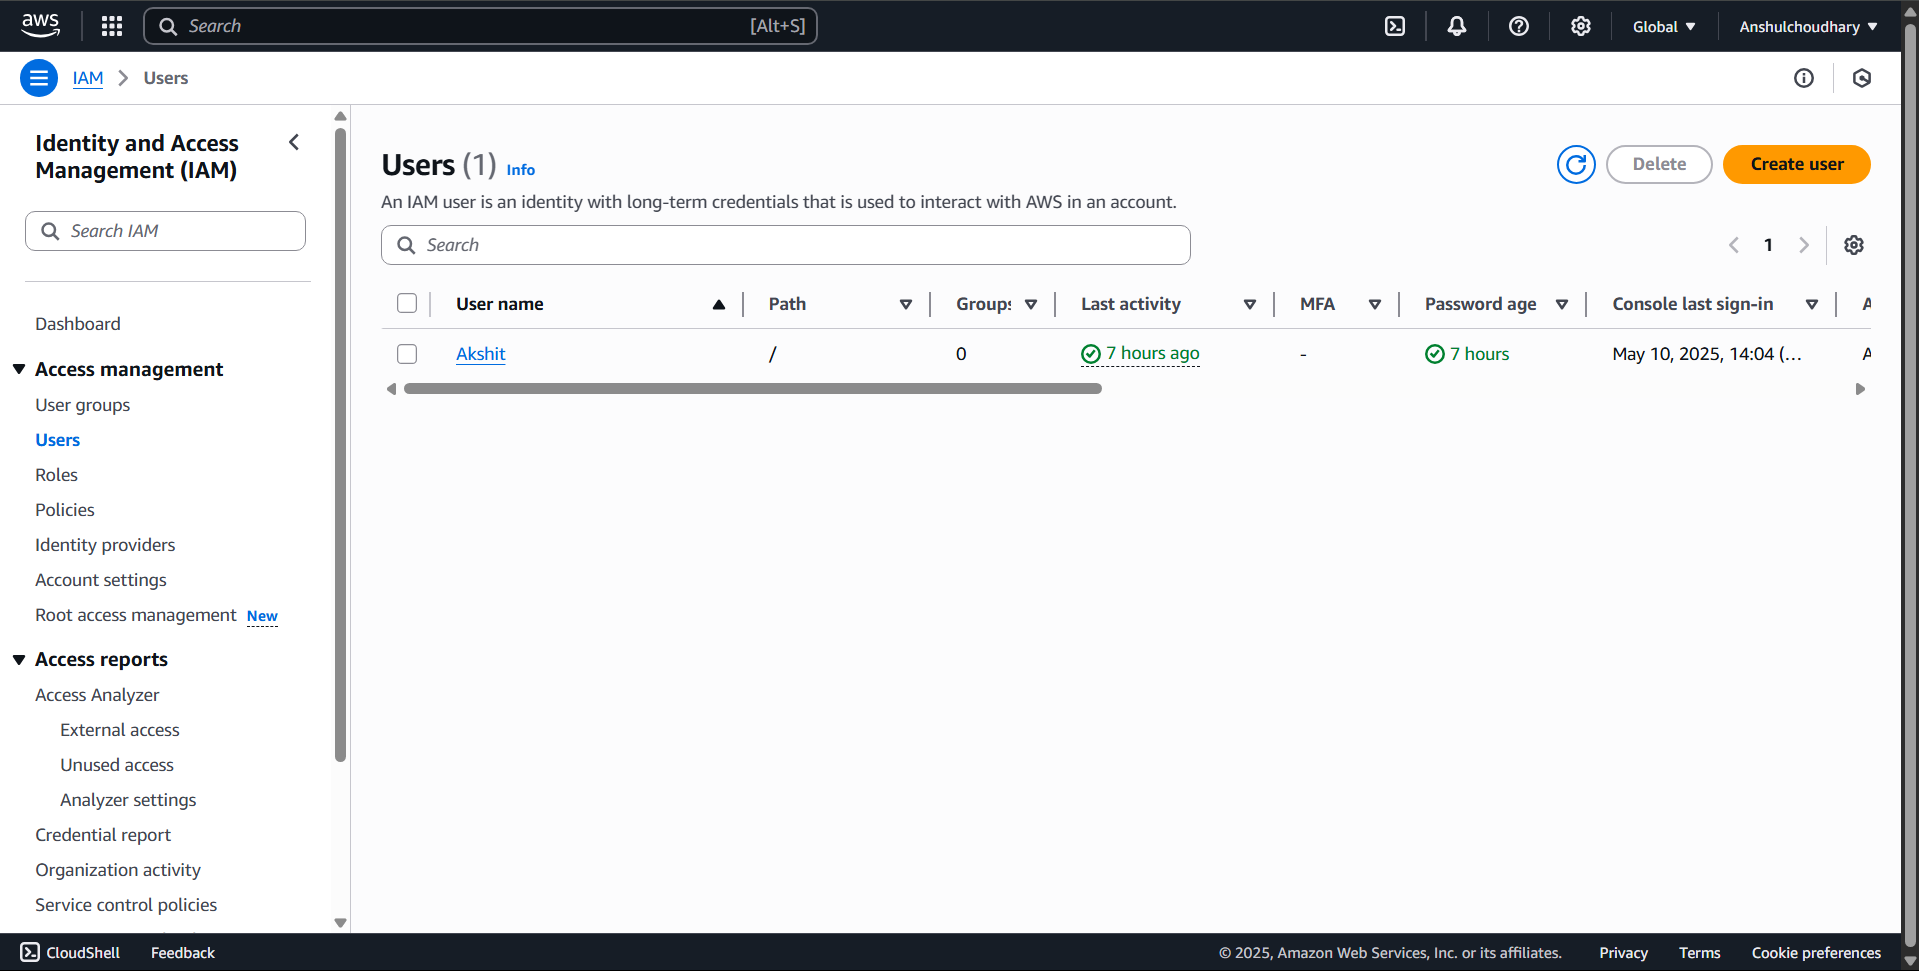 aws
Search [Alt+S]
Global
Anshulchoudhary
IAM > Users
Identity and Access
Management (IAM)
Search IAM
Dashboard
Access management
User groups
Users
Roles
Policies
Identity providers
Account settings
Root access management New
Access reports
Access Analyzer
External access
Unused access
Analyzer settings
Credential report
Organization activity
Service control policies
Users (1) Info
Delete
Create user
An IAM user is an identity with long-term credentials that is used to interact with AWS in an account.
Search
1
User name Path Groups Last activity MFA Password age Console last sign-in A
Akshit / 0 7 hours ago - 7 hours May 10, 2025, 14:04 (... A
CloudShell Feedback © 2025, Amazon Web Services, Inc. or its affiliates. Privacy Terms Cookie preferences